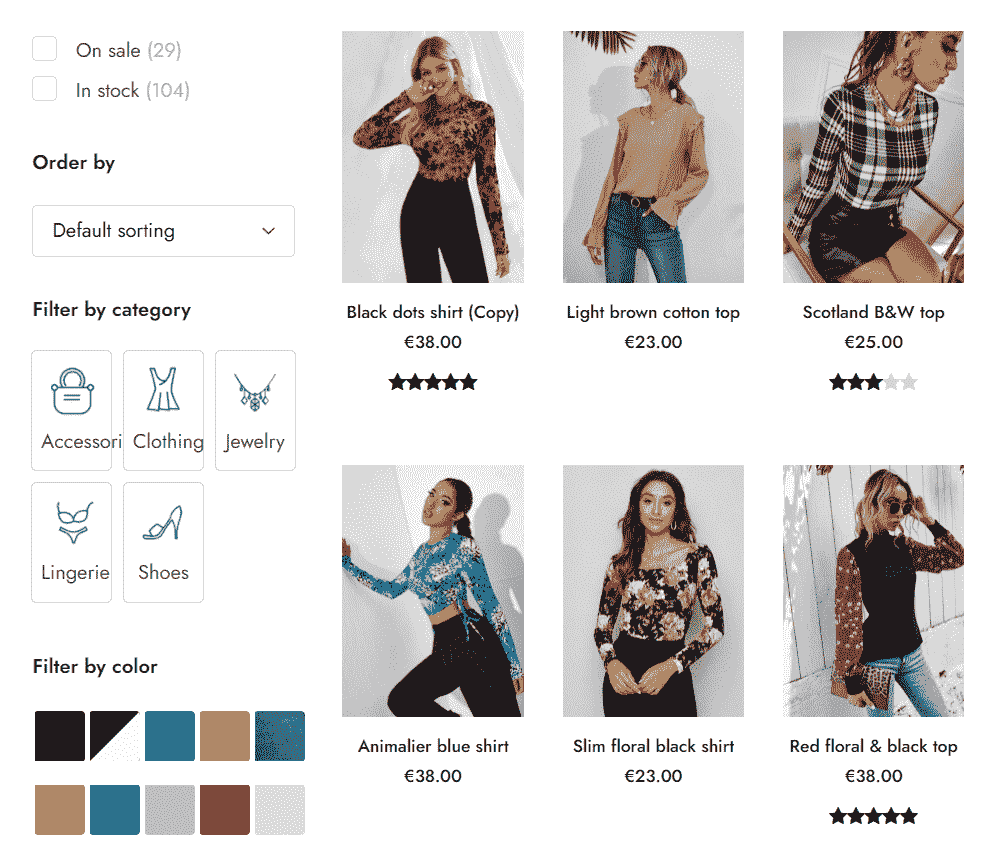 On sale (29)
In stock (104)
Order by
Default sorting
Filter by category
Accessori
Clothing
Jewelry
Lingerie
Shoes
Filter by color
Black dots shirt (Copy)
€38.00
Light brown cotton top
€23.00
Scotland B&W top
€25.00
Animalier blue shirt
€38.00
Slim floral black shirt
€23.00
Red floral & black top
€38.00